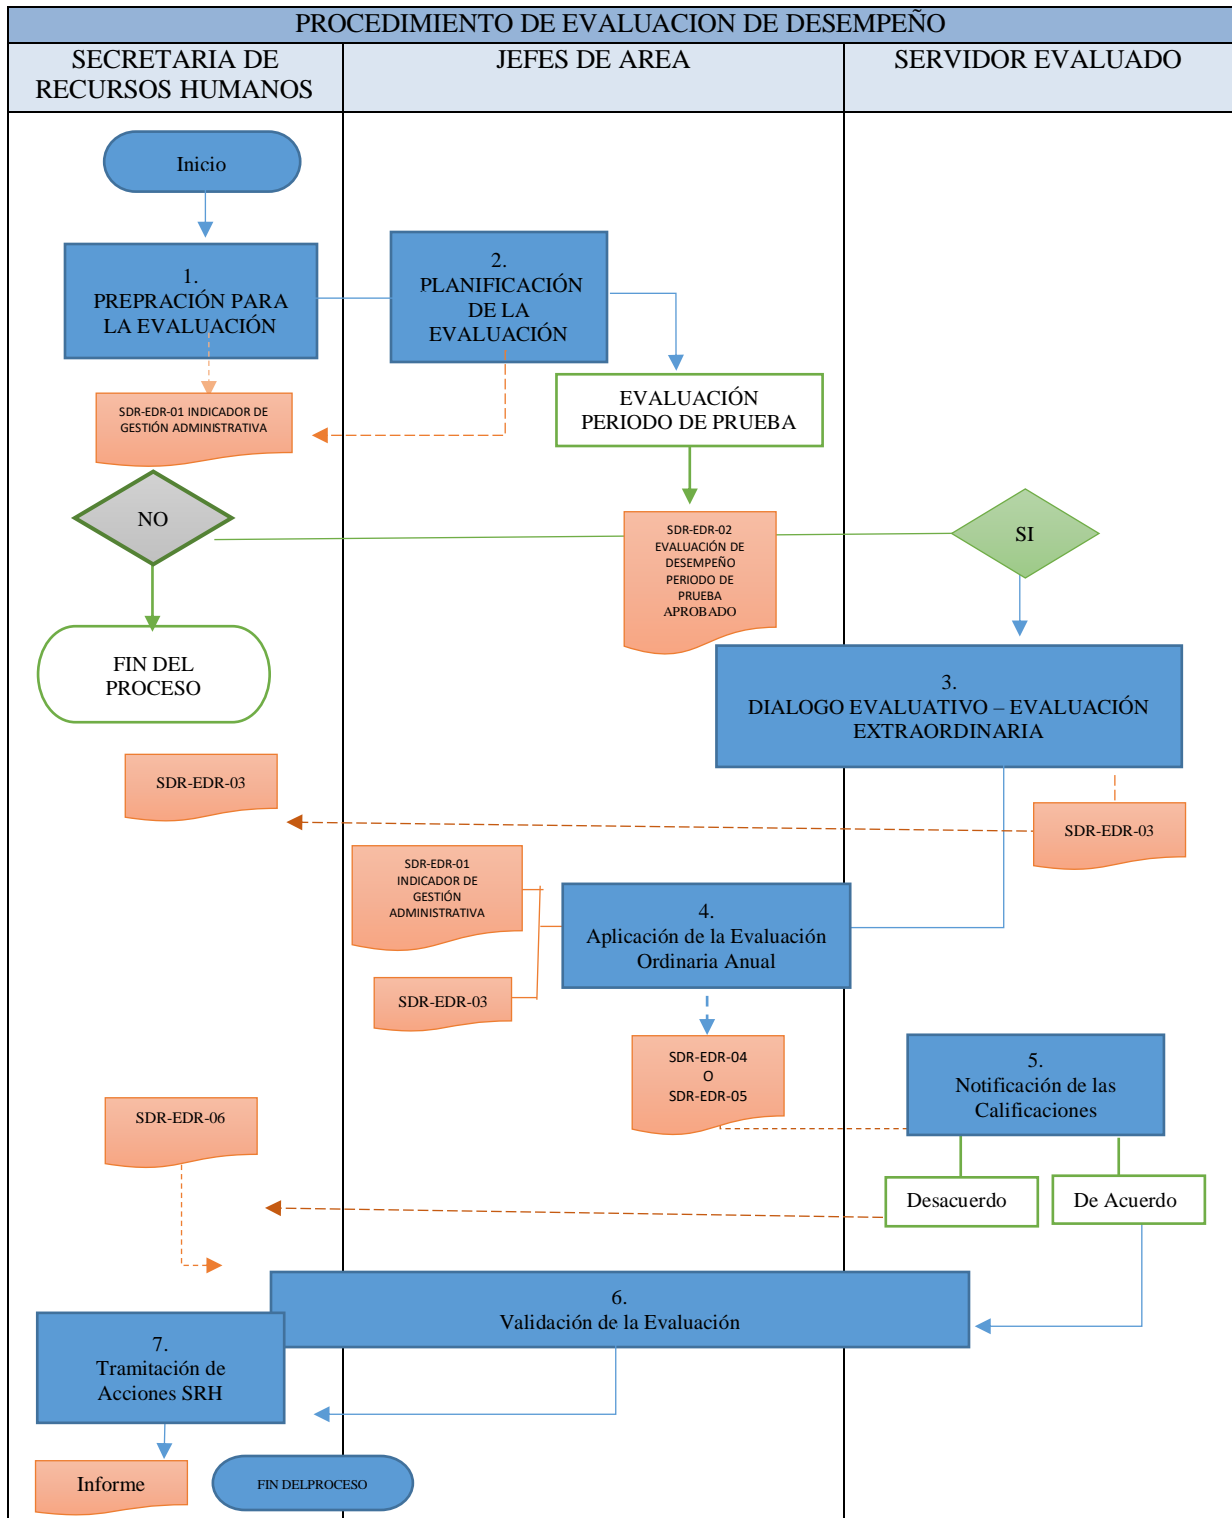 PROCEDIMIENTO DE EVALUACION DE DESEMPEÑO
SECRETARIA DE
RECURSOS HUMANOS
JEFES DE AREA
SERVIDOR EVALUADO
Inicio
1.
PREPRACIÓN PARA
LA EVALUACIÓN
2.
PLANIFICACIÓN
DE LA
EVALUACIÓN
SDR-EDR-01 INDICADOR DE
GESTIÓN ADMINISTRATIVA
EVALUACIÓN
PERIODO DE PRUEBA
NO
SDR-EDR-02
EVALUACIÓN DE
DESEMPEÑO
PERIODO DE
PRUEBA
APROBADO
SI
FIN DEL
PROCESO
3.
DIALOGO EVALUATIVO – EVALUACIÓN
EXTRAORDINARIA
SDR-EDR-03
SDR-EDR-03
SDR-EDR-01
INDICADOR DE
GESTIÓN
ADMINISTRATIVA
4.
Aplicación de la Evaluación
Ordinaria Anual
SDR-EDR-03
SDR-EDR-04
O
SDR-EDR-05
5.
Notificación de las
Calificaciones
SDR-EDR-06
Desacuerdo
De Acuerdo
6.
Validación de la Evaluación
7.
Tramitación de
Acciones SRH
Informe
FIN DELPROCESO